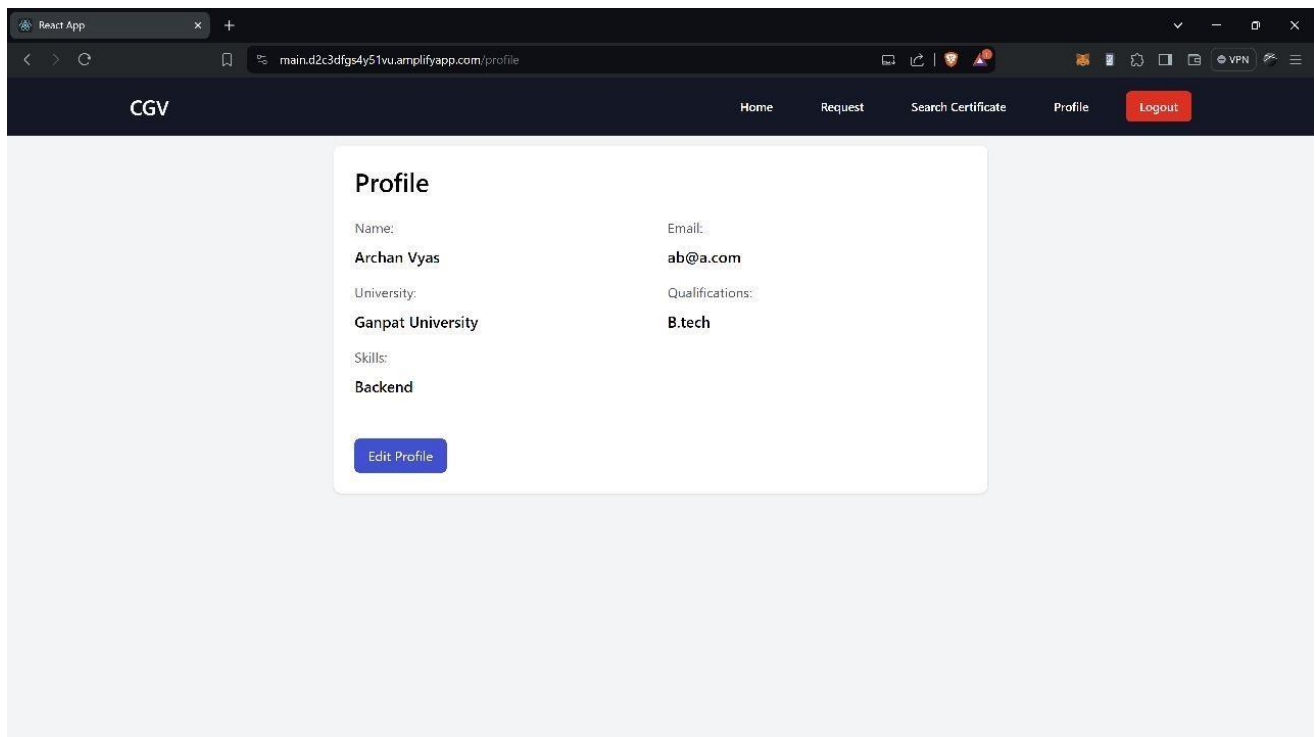 React App
main.d2c3dfgs4y51vu.amplifyapp.com/profile
VPN
CGV
Home Request Search Certificate Profile Logout
Profile
Name: Email:
Archan Vyas ab@a.com
University: Qualifications:
Ganpat University B.tech
Skills:
Backend
Edit Profile